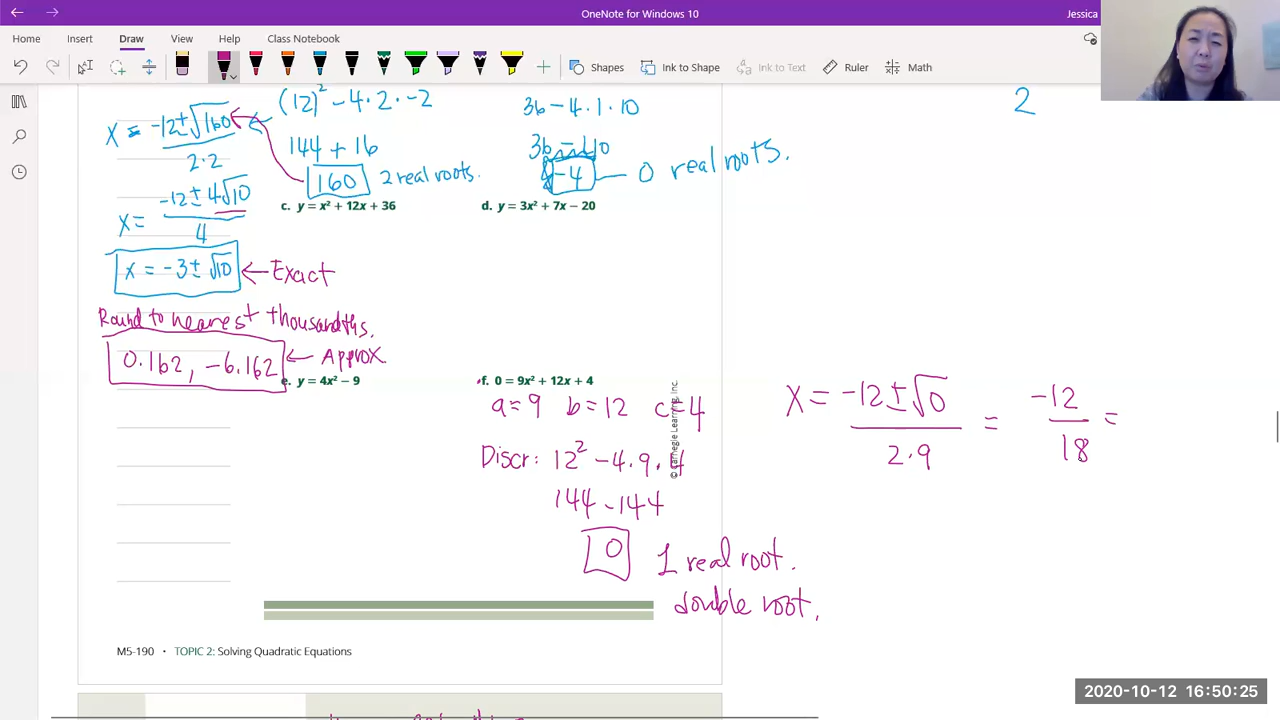 OneNote for Windows 10
Jessica
Home Insert Draw View Help Class Notebook
Shapes Ink to Shape Ink to Text Ruler Math
x = -12 ± √160 / 2·2
(12)² - 4·2·-2
144 + 16
160 2 real roots.
36 - 4·1·10
36 - 40
-4 — 0 real roots.
2
x = -12 ± 4√10 / 4
x = -3 ± √10 ← Exact
Round to nearest thousandths.
0.162, -6.162 ← Approx.
c. y = x² + 12x + 36
d. y = 3x² + 7x − 20
e. y = 4x² − 9
f. 0 = 9x² + 12x + 4
a = 9 b = 12 c = 4
Discr: 12² - 4·9·4
144 - 144
0 1 real root.
double root.
x = -12 ± √0 / 2·9 = -12 / 18 =
© Carnegie Learning, Inc.
M5-190 • TOPIC 2: Solving Quadratic Equations
2020-10-12 16:50:25